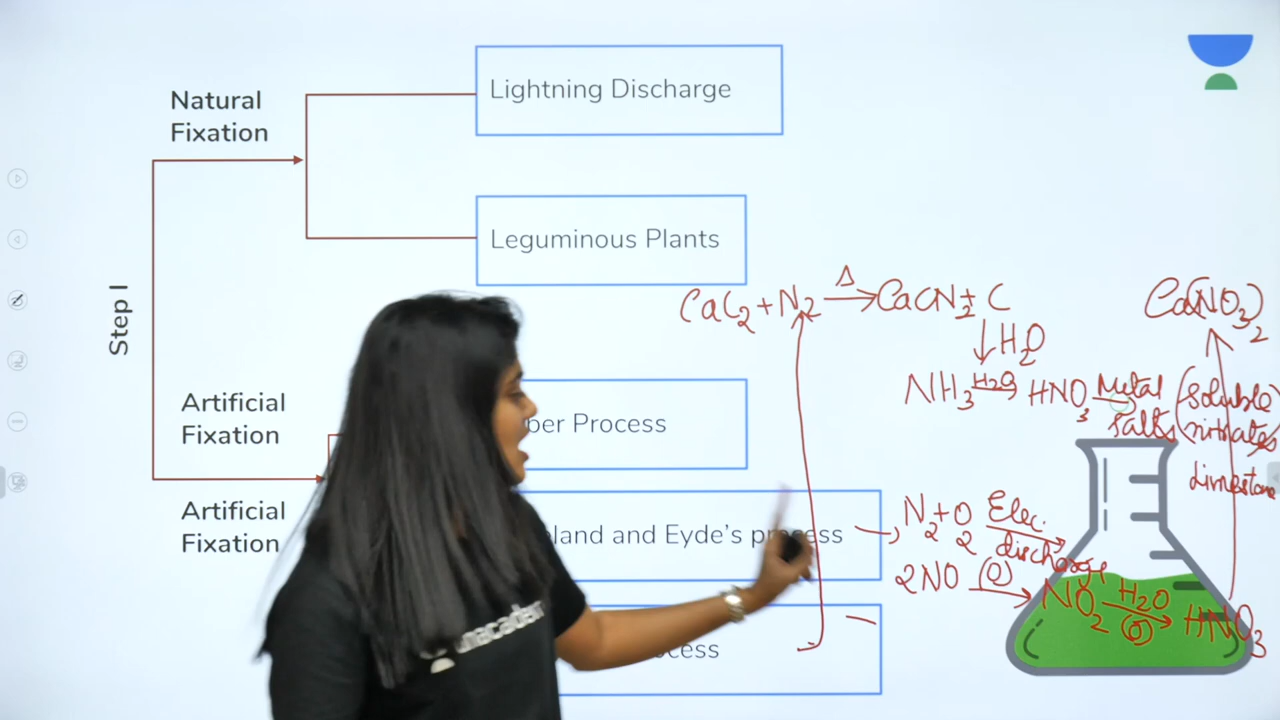 Natural
Fixation
Lightning Discharge
Leguminous Plants
Step I
Artificial
Fixation
ber Process
Artificial
Fixation
eland and Eyde's process
ocess
CaC2 + N2 Δ→ CaCN2 + C
↓ H2O
NH3 H2O→ HNO3 Metal Salts→ (soluble nitrates
Ca(NO3)2
limestone
→ N2 + O2 Elec. discharge→
2NO (O)→ NO2 H2O (O)→ HNO3
unacademy